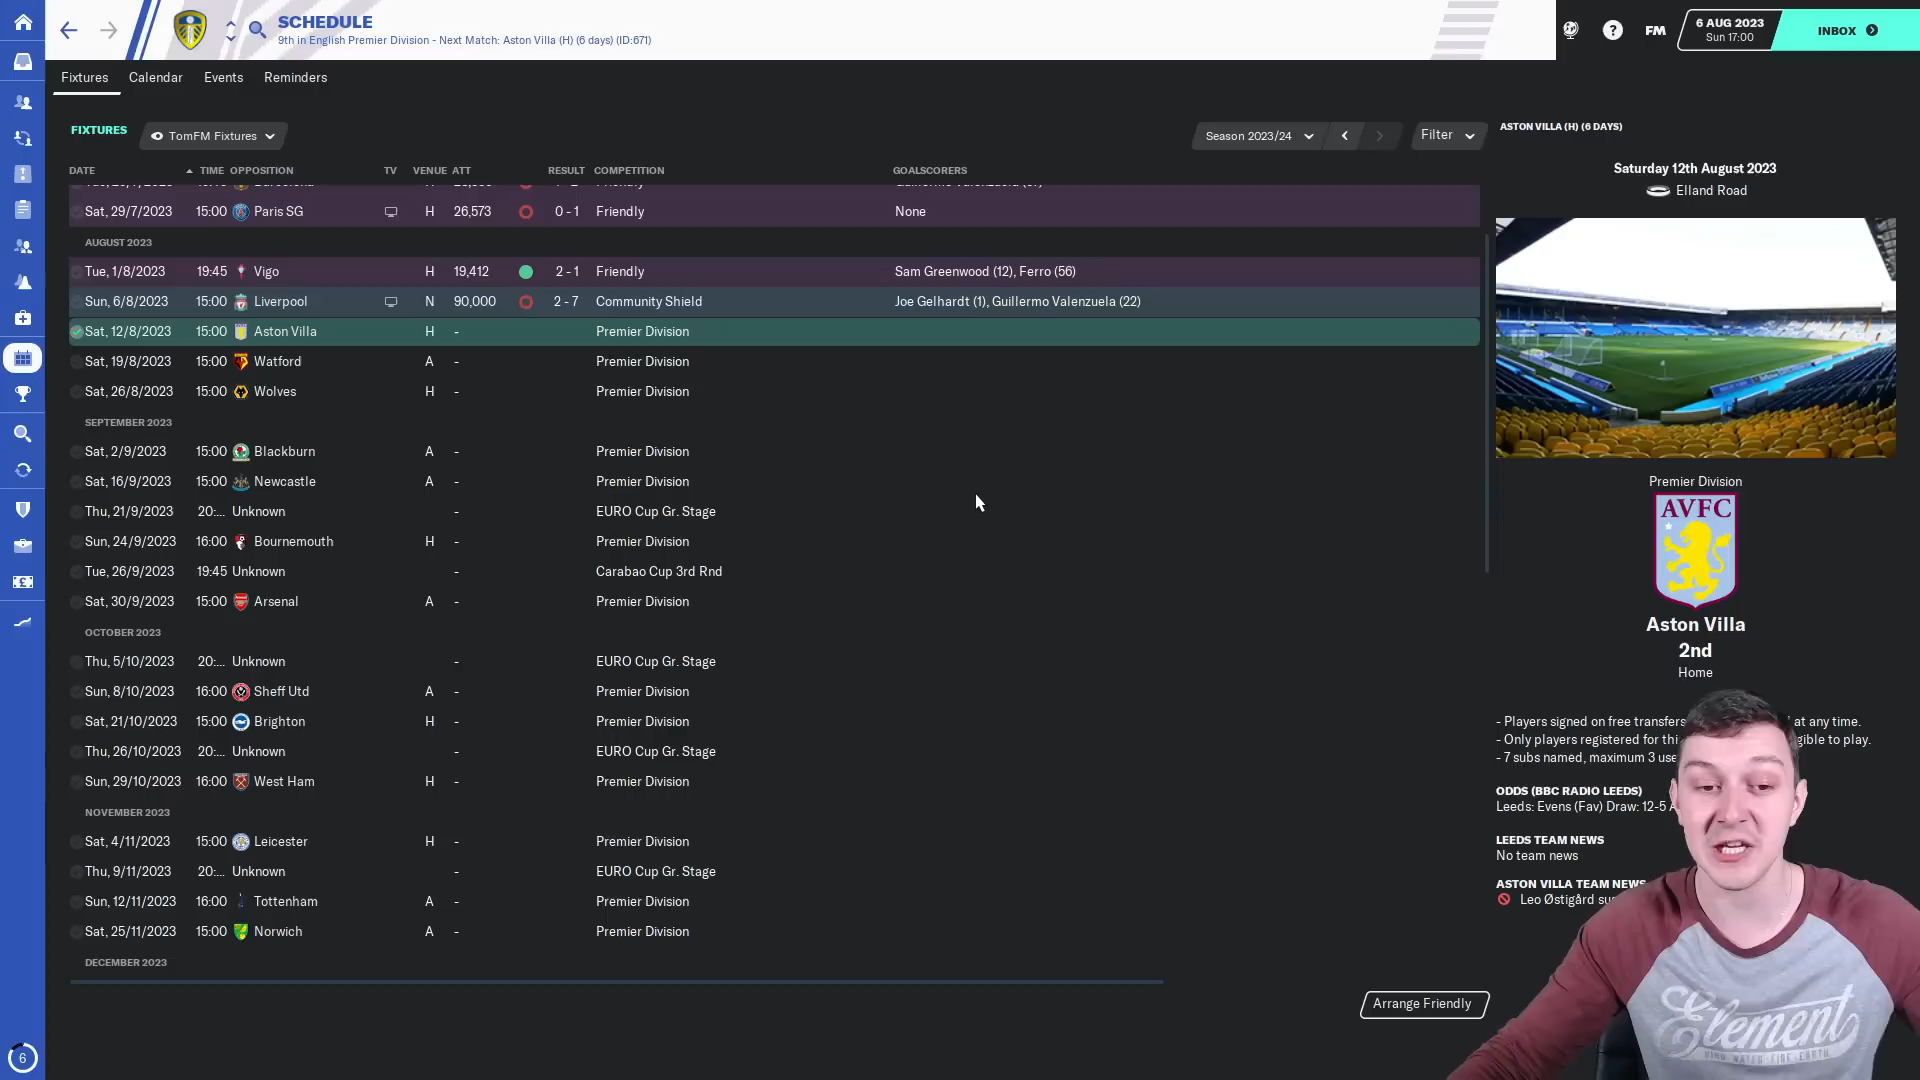 SCHEDULE
9th in English Premier Division - Next Match: Aston Villa (H) (6 days) (ID:671)
FM
6 AUG 2023
Sun 17:00
INBOX
Fixtures Calendar Events Reminders
FIXTURES
TomFM Fixtures
Season 2023/24
Filter
DATE TIME OPPOSITION TV VENUE ATT RESULT COMPETITION GOALSCORERS
Sat, 29/7/2023 15:00 Paris SG H 26,573 0 - 1 Friendly None
AUGUST 2023
Tue, 1/8/2023 19:45 Vigo H 19,412 2 - 1 Friendly Sam Greenwood (12), Ferro (56)
Sun, 6/8/2023 15:00 Liverpool N 90,000 2 - 7 Community Shield Joe Gelhardt (1), Guillermo Valenzuela (22)
Sat, 12/8/2023 15:00 Aston Villa H - Premier Division
Sat, 19/8/2023 15:00 Watford A - Premier Division
Sat, 26/8/2023 15:00 Wolves H - Premier Division
SEPTEMBER 2023
Sat, 2/9/2023 15:00 Blackburn A - Premier Division
Sat, 16/9/2023 15:00 Newcastle A - Premier Division
Thu, 21/9/2023 20:... Unknown - EURO Cup Gr. Stage
Sun, 24/9/2023 16:00 Bournemouth H - Premier Division
Tue, 26/9/2023 19:45 Unknown - Carabao Cup 3rd Rnd
Sat, 30/9/2023 15:00 Arsenal A - Premier Division
OCTOBER 2023
Thu, 5/10/2023 20:... Unknown - EURO Cup Gr. Stage
Sun, 8/10/2023 16:00 Sheff Utd A - Premier Division
Sat, 21/10/2023 15:00 Brighton H - Premier Division
Thu, 26/10/2023 20:... Unknown - EURO Cup Gr. Stage
Sun, 29/10/2023 16:00 West Ham H - Premier Division
NOVEMBER 2023
Sat, 4/11/2023 15:00 Leicester H - Premier Division
Thu, 9/11/2023 20:... Unknown - EURO Cup Gr. Stage
Sun, 12/11/2023 16:00 Tottenham A - Premier Division
Sat, 25/11/2023 15:00 Norwich A - Premier Division
DECEMBER 2023
Arrange Friendly
6
ASTON VILLA (H) (6 DAYS)
Saturday 12th August 2023
Elland Road
Premier Division
AVFC
Aston Villa
2nd
Home
- Players signed on free transfers at any time.
- Only players registered for to play.
- 7 subs named, maximum 3
ODDS (BBC RADIO LEEDS)
Leeds: Evens (Fav) Draw: 12-5
LEEDS TEAM NEWS
No team news
ASTON VILLA TEAM NEWS
Leo Østigård
Element
WIND WATER FIRE EARTH